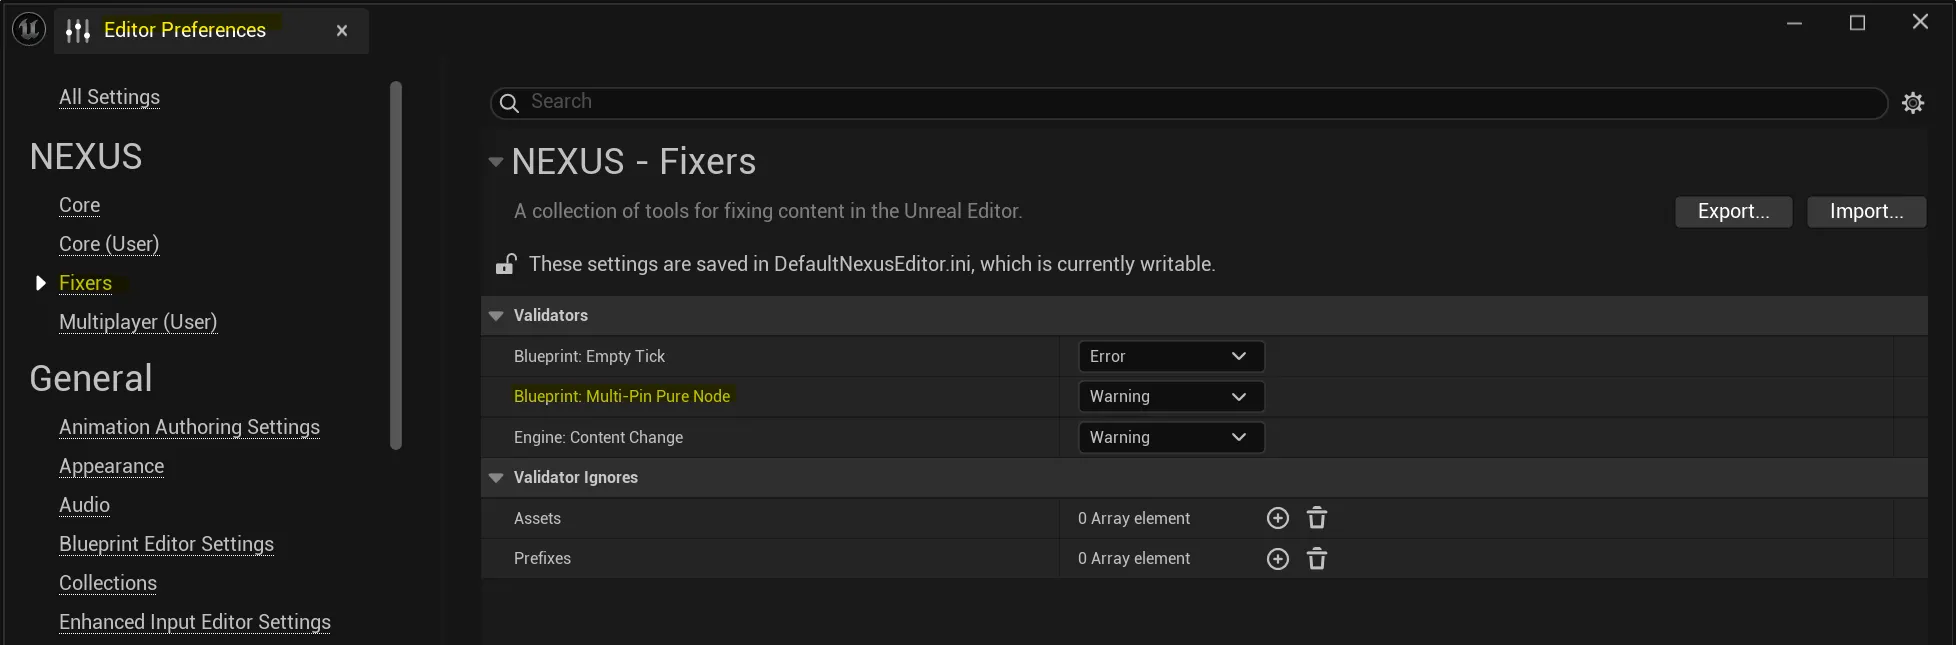 Editor Preferences
All Settings
NEXUS
Core
Core (User)
Fixers
Multiplayer (User)
General
Animation Authoring Settings
Appearance
Audio
Blueprint Editor Settings
Collections
Enhanced Input Editor Settings
Search
NEXUS - Fixers
A collection of tools for fixing content in the Unreal Editor.
Export...
Import...
These settings are saved in DefaultNexusEditor.ini, which is currently writable.
Validators
Blueprint: Empty Tick
Error
Blueprint: Multi-Pin Pure Node
Warning
Engine: Content Change
Warning
Validator Ignores
Assets
0 Array element
Prefixes
0 Array element